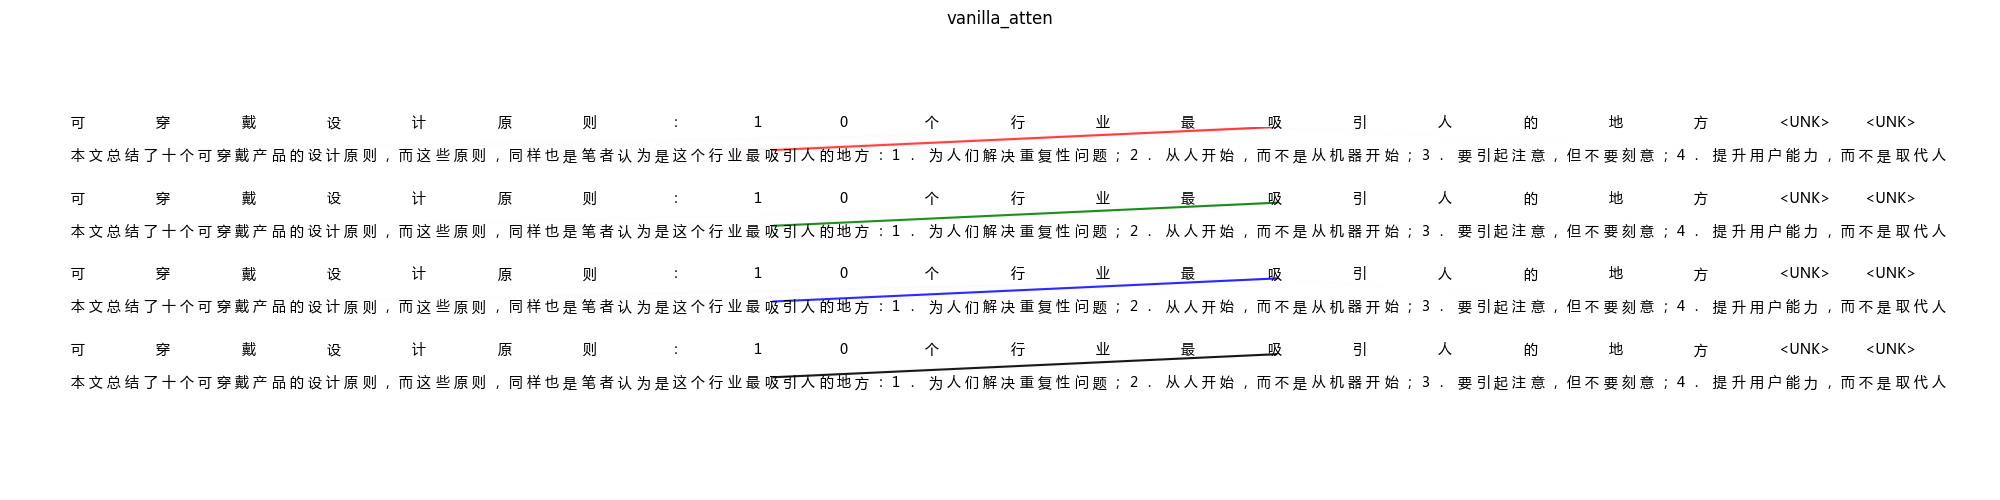 vanilla_atten
可 穿 戴 设 计 原 则 : 1 0 个 行 业 最 吸 引 人 的 地 方 <UNK> <UNK>
本文总结了十个可穿戴产品的设计原则,而这些原则,同样也是笔者认为是这个行业最吸引人的地方:1.为人们解决重复性问题;2.从人开始,而不是从机器开始;3.要引起注意,但不要刻意;4.提升用户能力,而不是取代人
可 穿 戴 设 计 原 则 : 1 0 个 行 业 最 吸 引 人 的 地 方 <UNK> <UNK>
本文总结了十个可穿戴产品的设计原则,而这些原则,同样也是笔者认为是这个行业最吸引人的地方:1.为人们解决重复性问题;2.从人开始,而不是从机器开始;3.要引起注意,但不要刻意;4.提升用户能力,而不是取代人
可 穿 戴 设 计 原 则 : 1 0 个 行 业 最 吸 引 人 的 地 方 <UNK> <UNK>
本文总结了十个可穿戴产品的设计原则,而这些原则,同样也是笔者认为是这个行业最吸引人的地方:1.为人们解决重复性问题;2.从人开始,而不是从机器开始;3.要引起注意,但不要刻意;4.提升用户能力,而不是取代人
可 穿 戴 设 计 原 则 : 1 0 个 行 业 最 吸 引 人 的 地 方 <UNK> <UNK>
本文总结了十个可穿戴产品的设计原则,而这些原则,同样也是笔者认为是这个行业最吸引人的地方:1.为人们解决重复性问题;2.从人开始,而不是从机器开始;3.要引起注意,但不要刻意;4.提升用户能力,而不是取代人